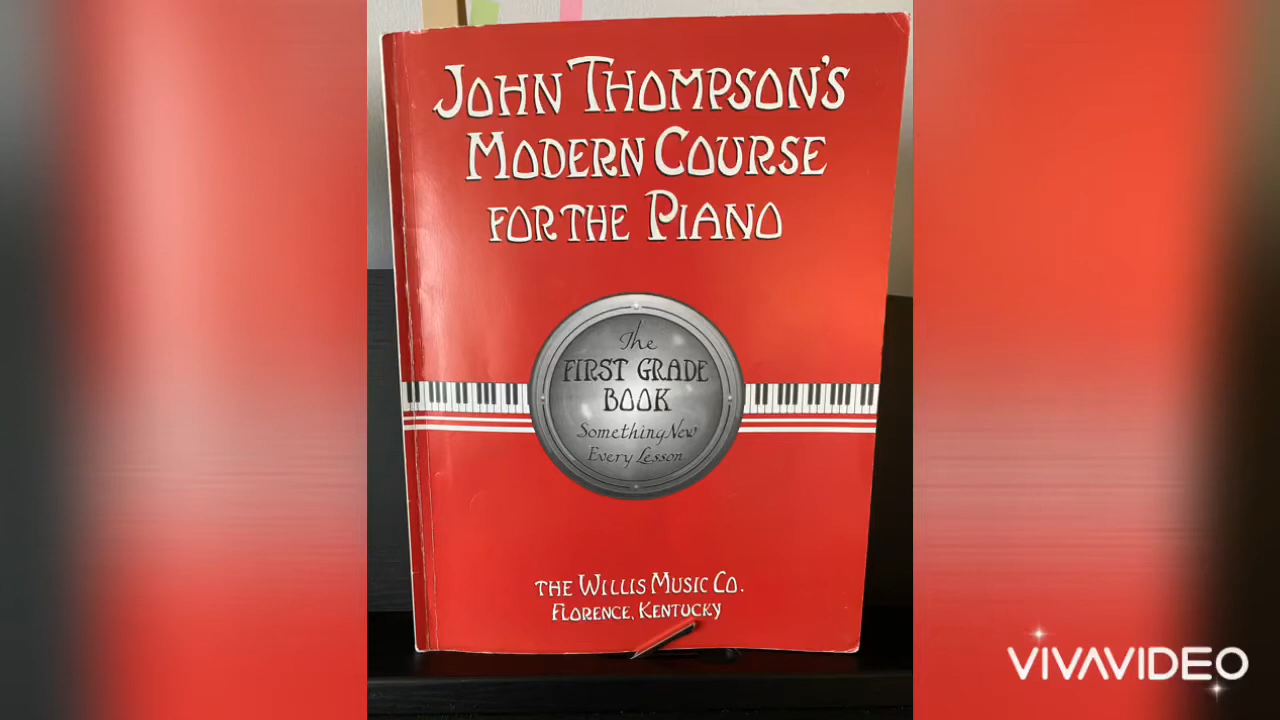 JOHN THOMPSON'S
MODERN COURSE
FOR THE PIANO
The
FIRST GRADE
BOOK
Something New
Every Lesson
THE WILLIS MUSIC CO.
FLORENCE, KENTUCKY
VIVAVIDEO